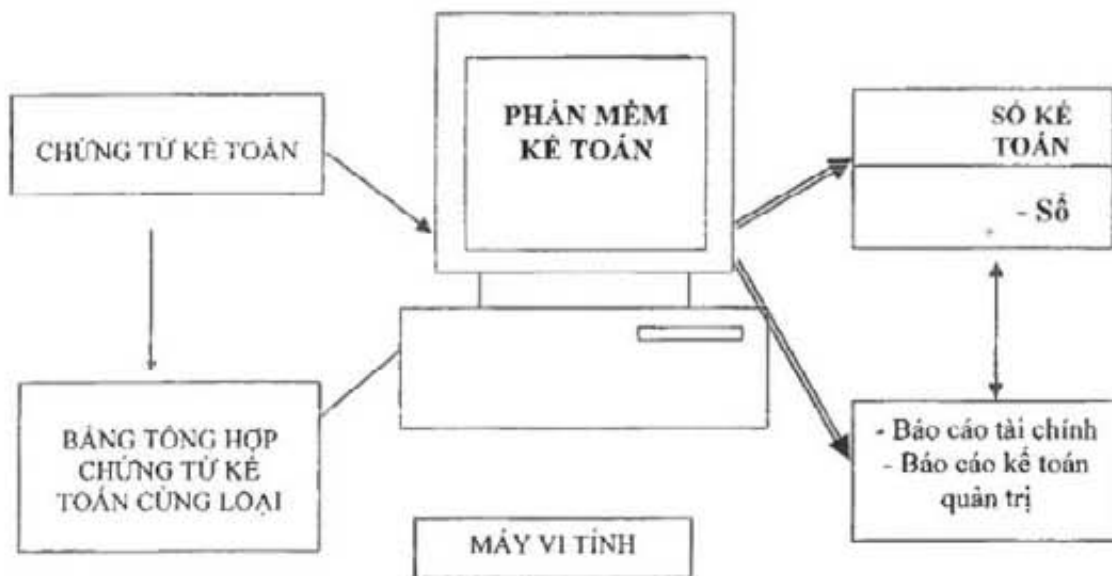 CHỨNG TỪ KẾ TOÁN
PHẦN MỀM
KẾ TOÁN
SỔ KẾ
TOÁN
- Sổ
BẢNG TỔNG HỢP
CHỨNG TỪ KẾ
TOÁN CÙNG LOẠI
- Báo cáo tài chính
- Báo cáo kế toán
quản trị
MÁY VI TÍNH